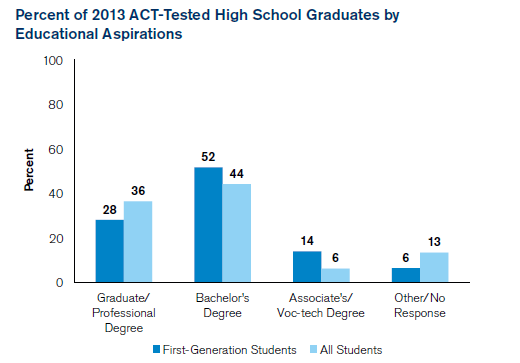 Percent of 2013 ACT-Tested High School Graduates by
Educational Aspirations
Percent
100
80
60
40
20
0
28
36
52
44
14
6
6
13
Graduate/
Professional
Degree
Bachelor's
Degree
Associate's/
Voc-tech Degree
Other/No
Response
First-Generation Students
All Students